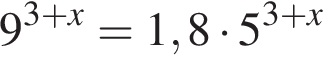 9^{3+x} = 1,8 · 5^{3+x}